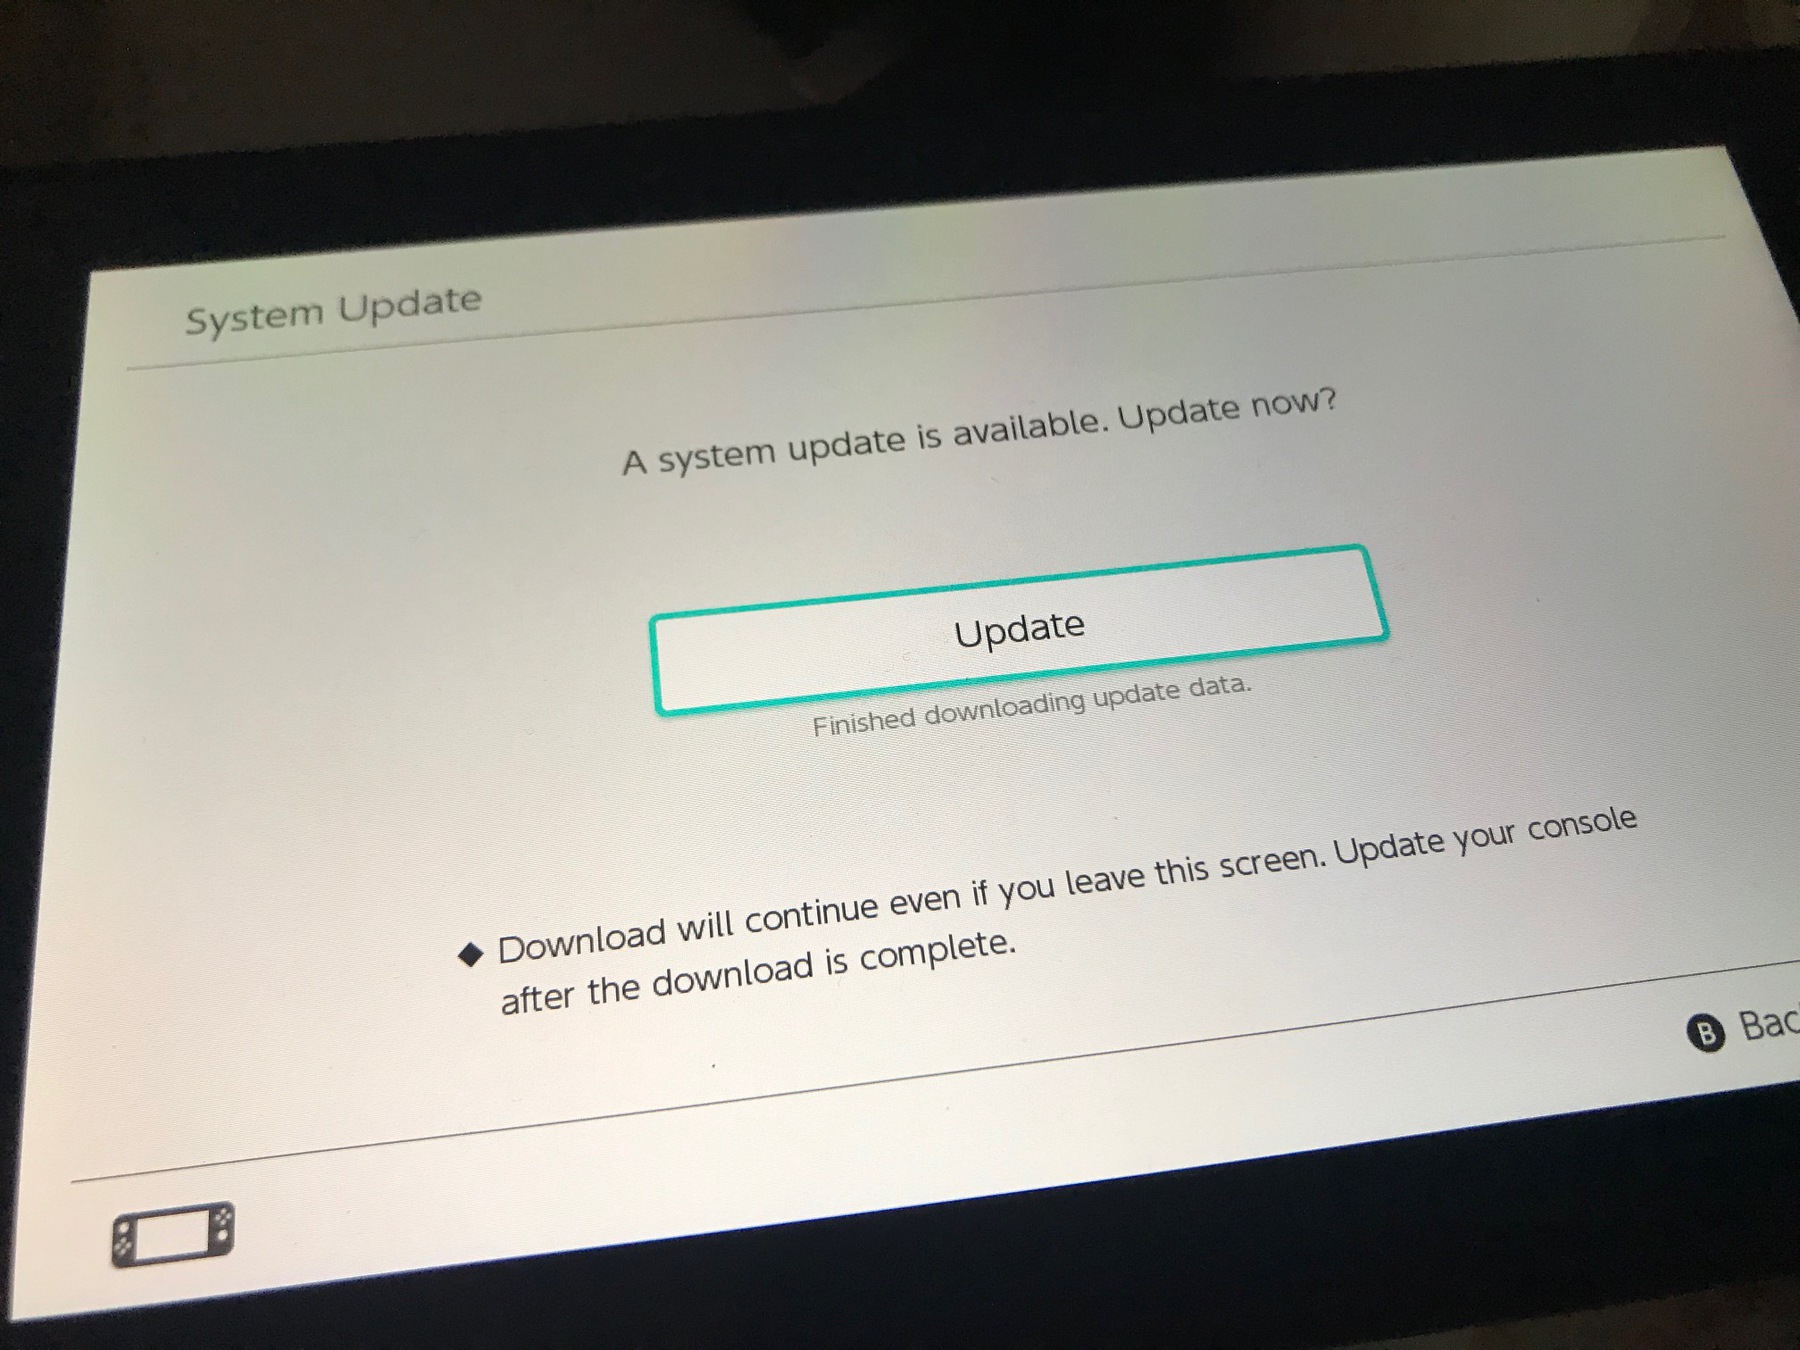 System Update
A system update is available. Update now?
Update
Finished downloading update data.
◆ Download will continue even if you leave this screen. Update your console
after the download is complete.
B Bac